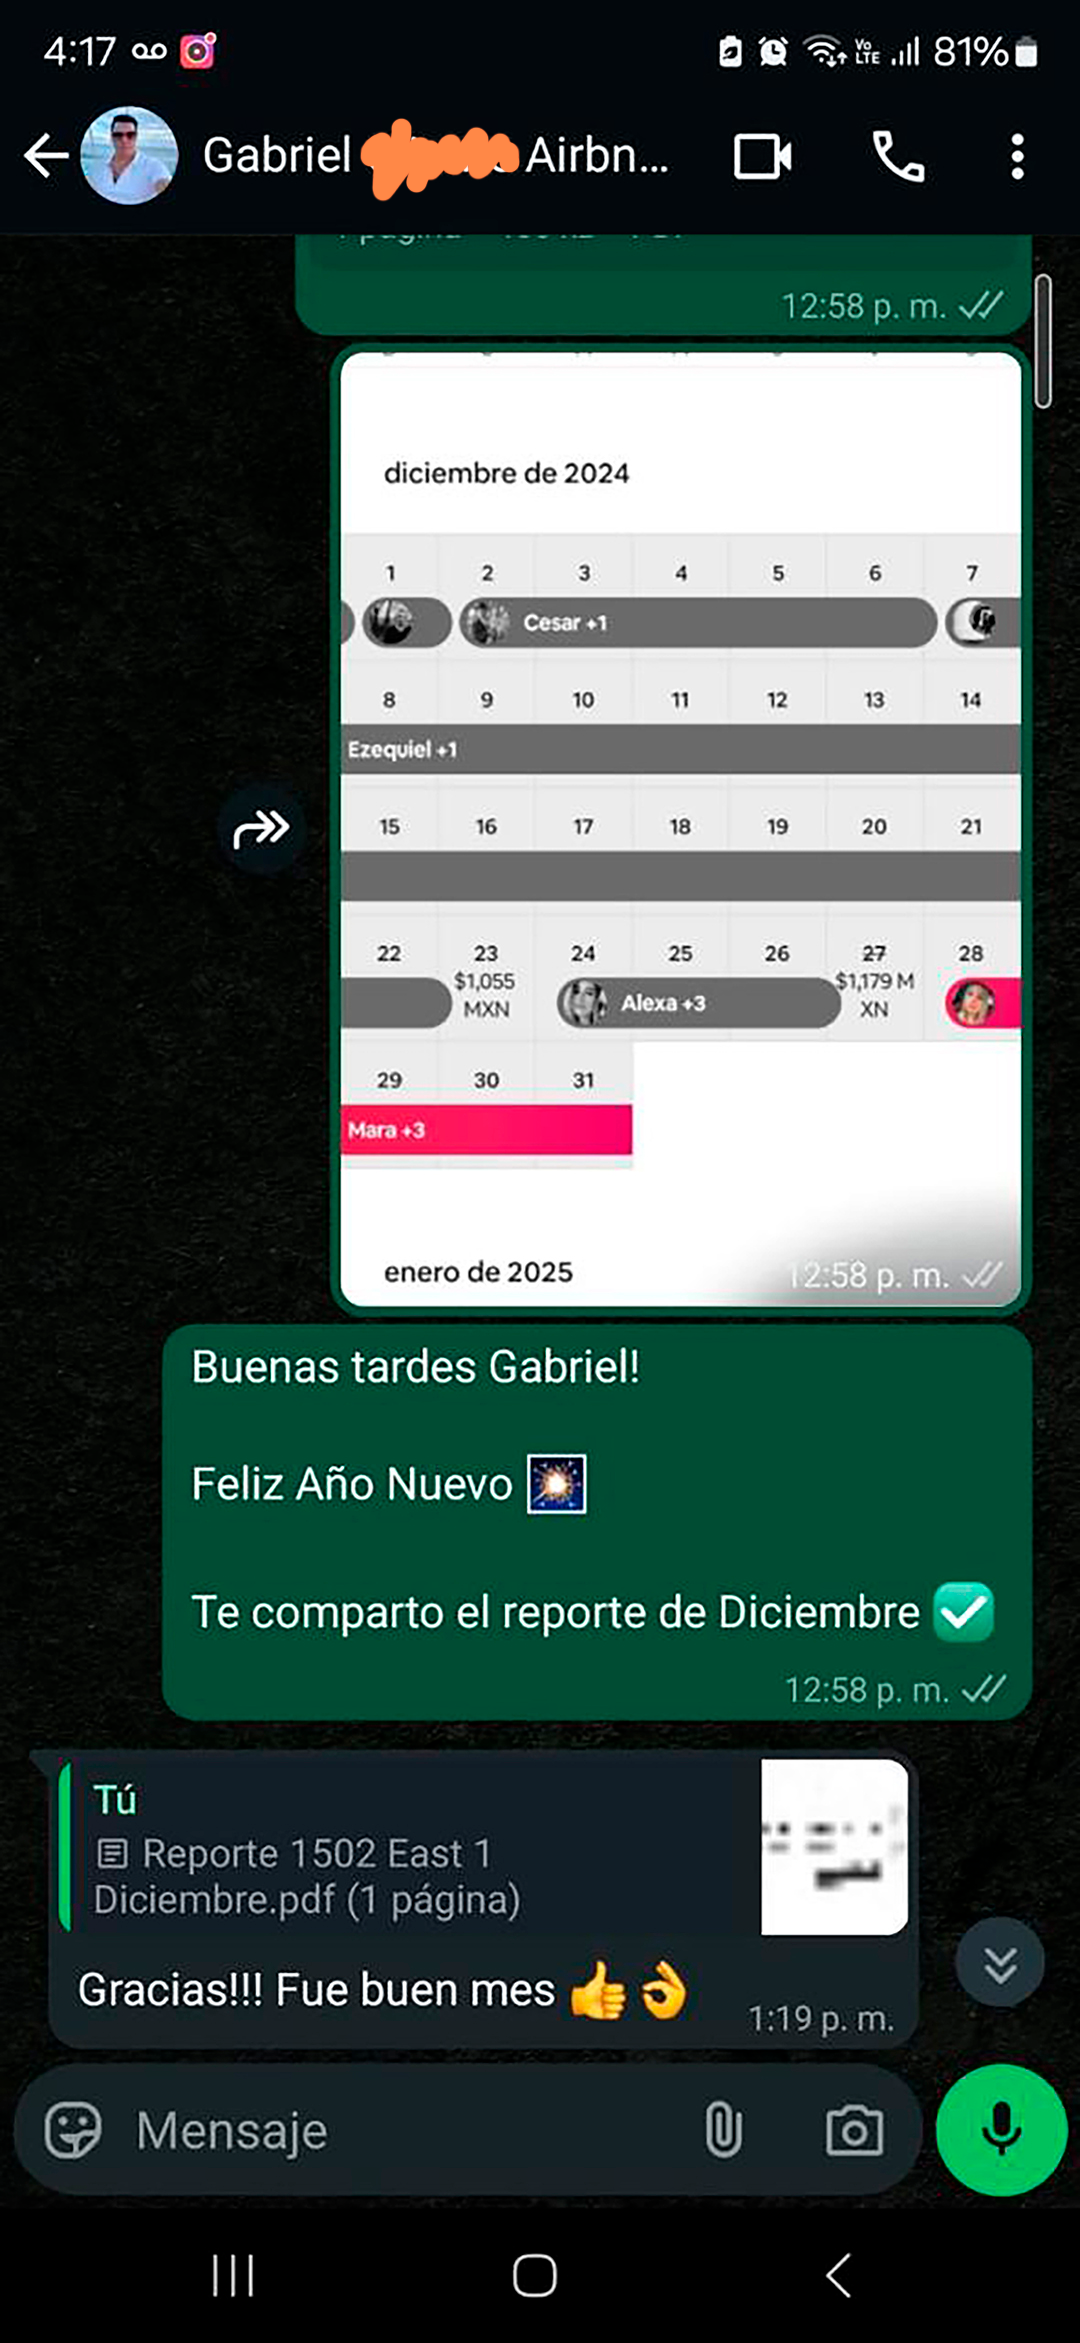 4:17
Vo LTE 81%
Gabriel Airbn...
12:58 p. m.
diciembre de 2024
1 2 3 4 5 6 7
Cesar +1
8 9 10 11 12 13 14
Ezequiel +1
15 16 17 18 19 20 21
22 23 24 25 26 27 28
$1,055 MXN
Alexa +3
$1,179 M
XN
29 30 31
Mara +3
enero de 2025
12:58 p. m.
Buenas tardes Gabriel!
Feliz Año Nuevo
Te comparto el reporte de Diciembre
12:58 p. m.
Tú
Reporte 1502 East 1
Diciembre.pdf (1 página)
Gracias!!! Fue buen mes
1:19 p. m.
Mensaje